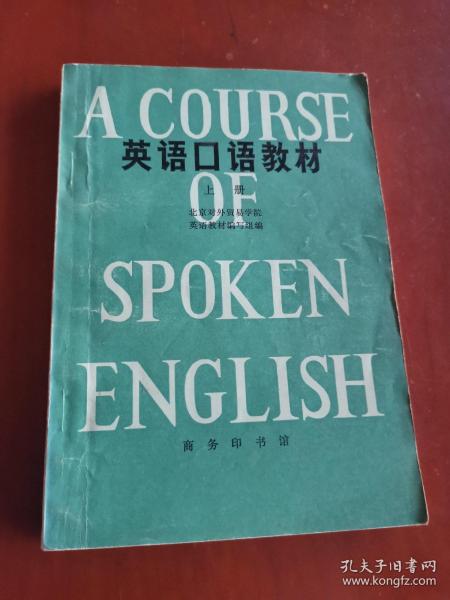 A COURSE
英语口语教材
上册
OF
北京对外贸易学院
英语教材编写组编
SPOKEN
ENGLISH
商务印书馆
孔夫子旧书网
www.kongfz.com